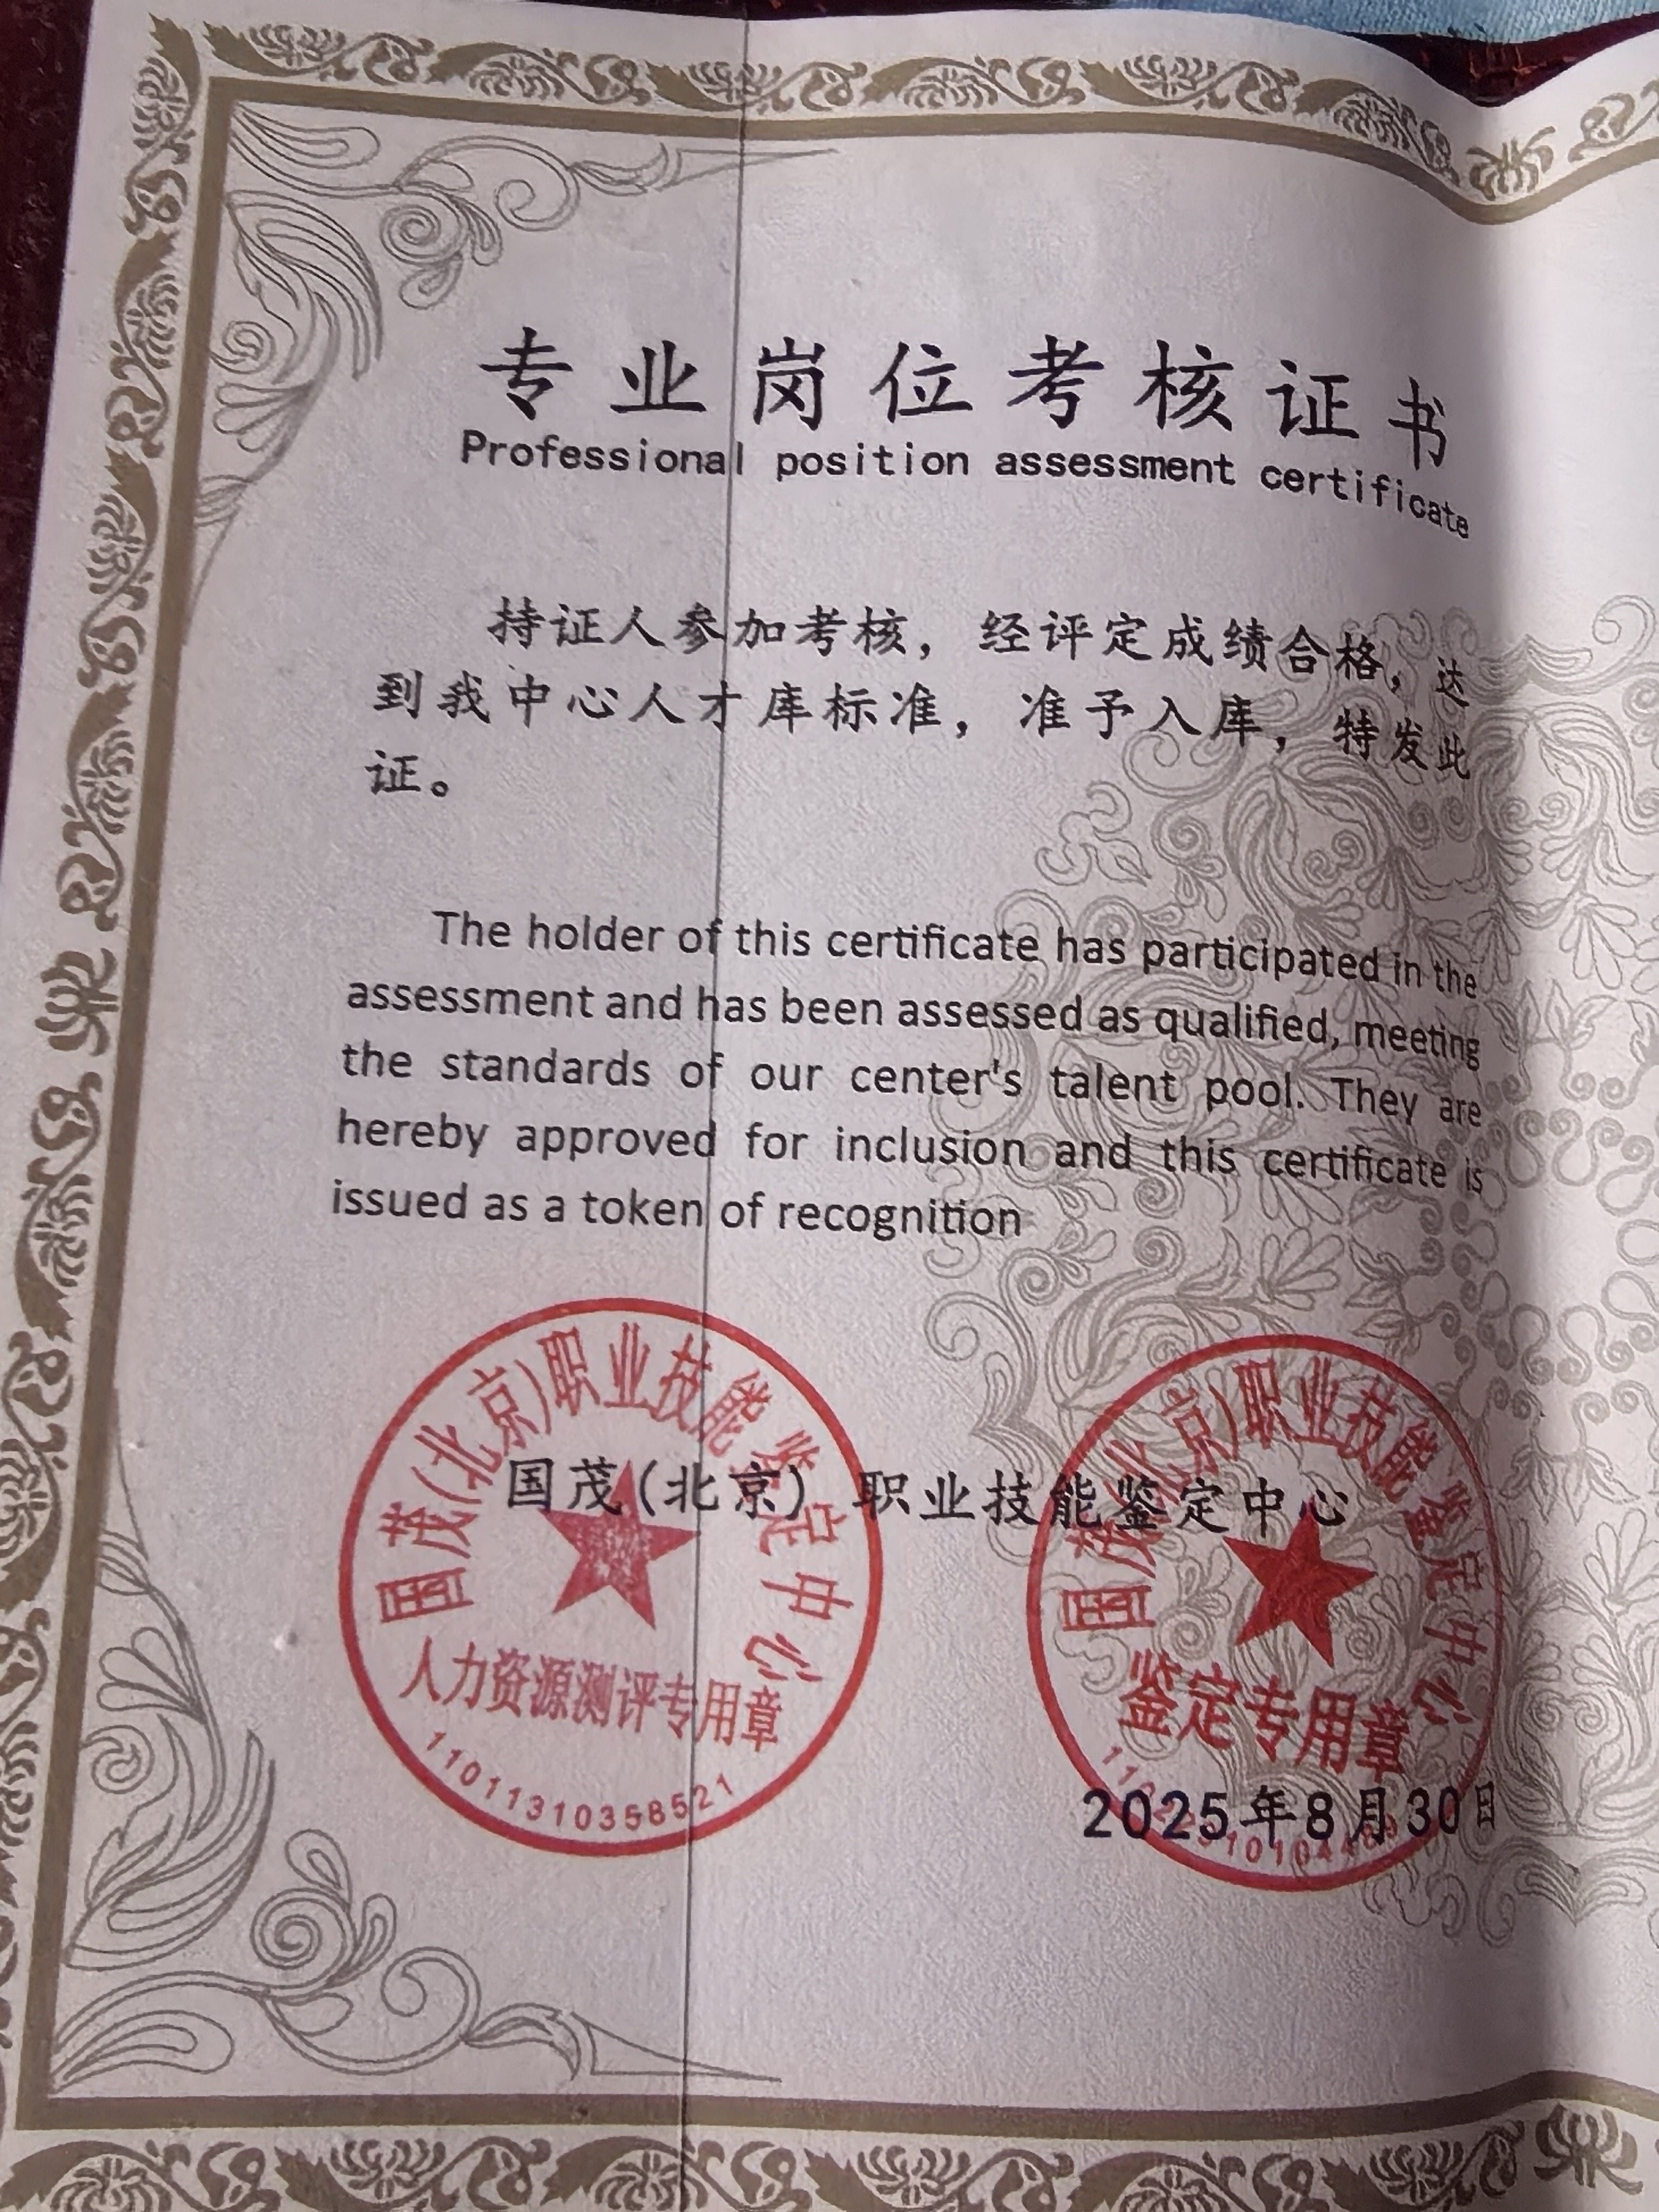 专业岗位考核证书
Professional position assessment certificate
持证人参加考核，经评定成绩合格，达
到我中心人才库标准，准予入库，特发此
证。
The holder of this certificate has participated in the
assessment and has been assessed as qualified, meeting
the standards of our center's talent pool. They are
hereby approved for inclusion and this certificate is
issued as a token of recognition
国茂(北京)职业技能鉴定中心
国茂(北京)职业技能鉴定中心
人力资源测评专用章
11011310358521
国茂(北京)职业技能鉴定中心
鉴定专用章
2025年8月30日